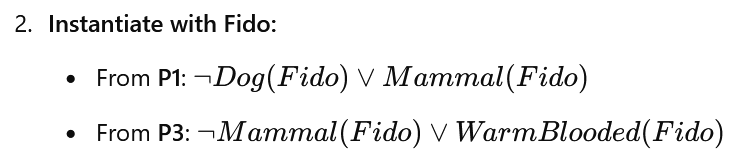 2. Instantiate with Fido:
• From P1: ¬Dog(Fido) ∨ Mammal(Fido)
• From P3: ¬Mammal(Fido) ∨ WarmBlooded(Fido)